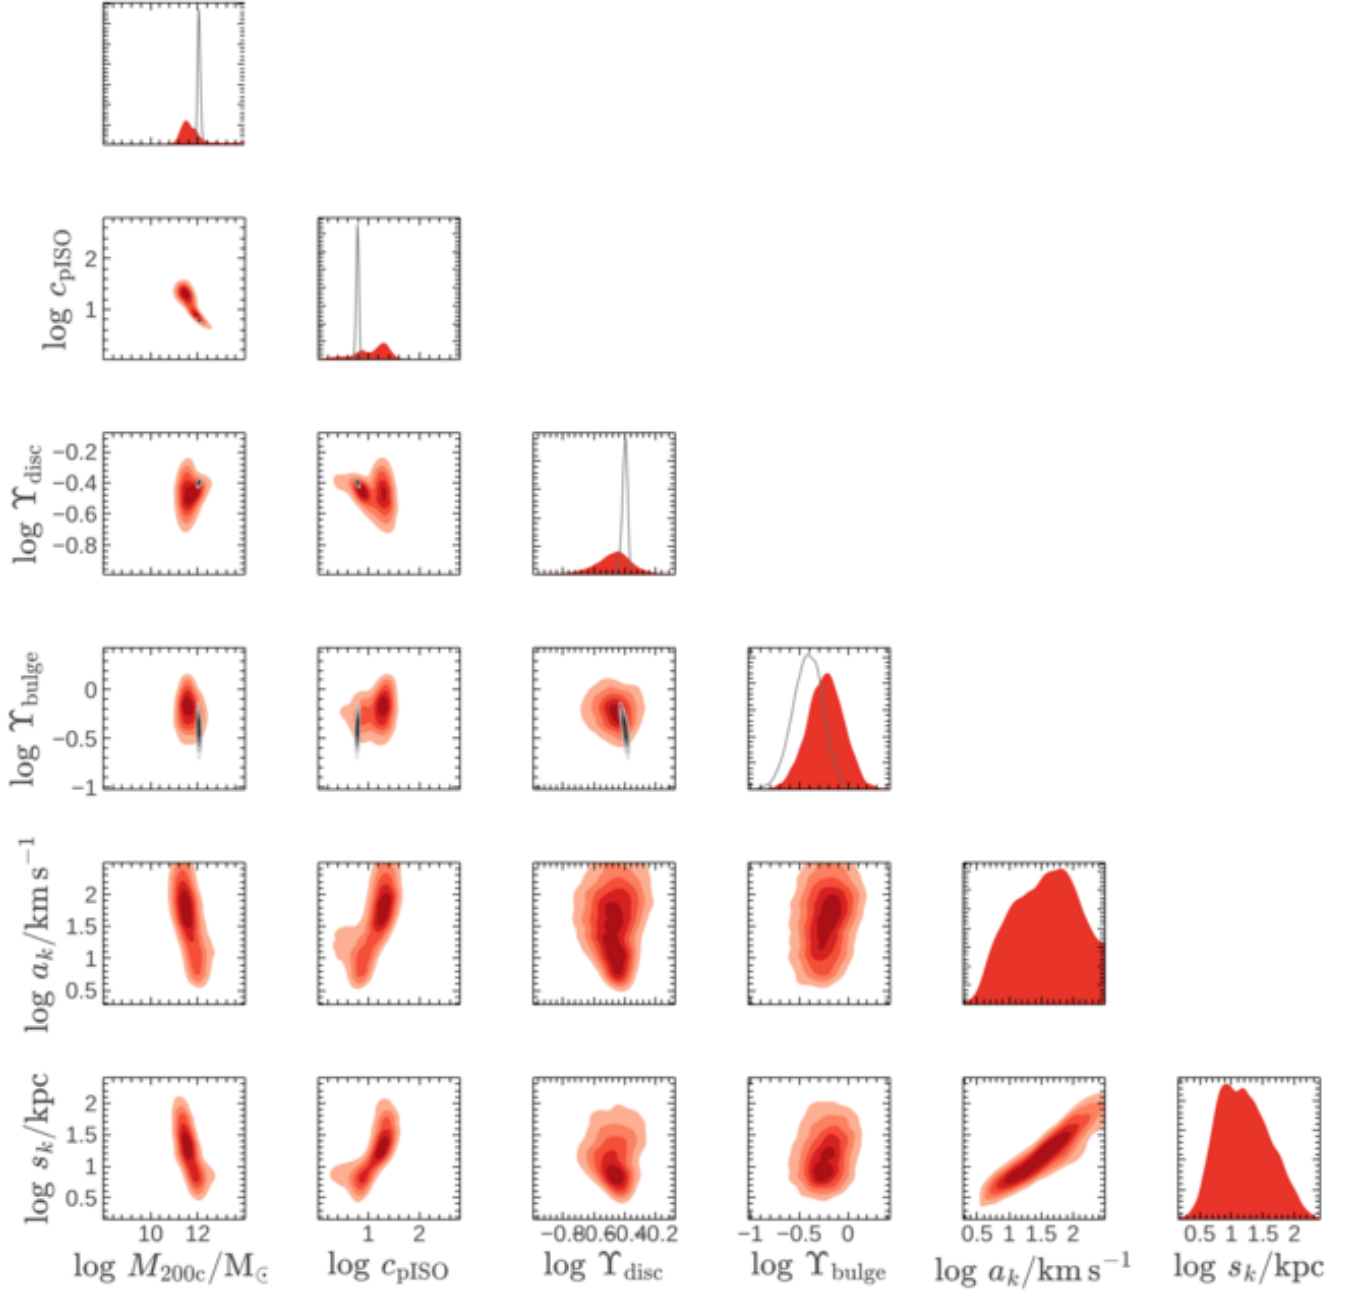 log c_pISO
2
1
log ϒ_disc
−0.2
−0.4
−0.6
−0.8
log ϒ_bulge
0
−0.5
−1
log a_k/km s⁻¹
2
1.5
1
0.5
log s_k/kpc
2
1.5
1
0.5
10 12
1 2
−0.8 0.6 0.4 0.2
−1 −0.5 0
0.5 1 1.5 2
0.5 1 1.5 2
log M_200c/M⊙
log c_pISO
log ϒ_disc
log ϒ_bulge
log a_k/km s⁻¹
log s_k/kpc